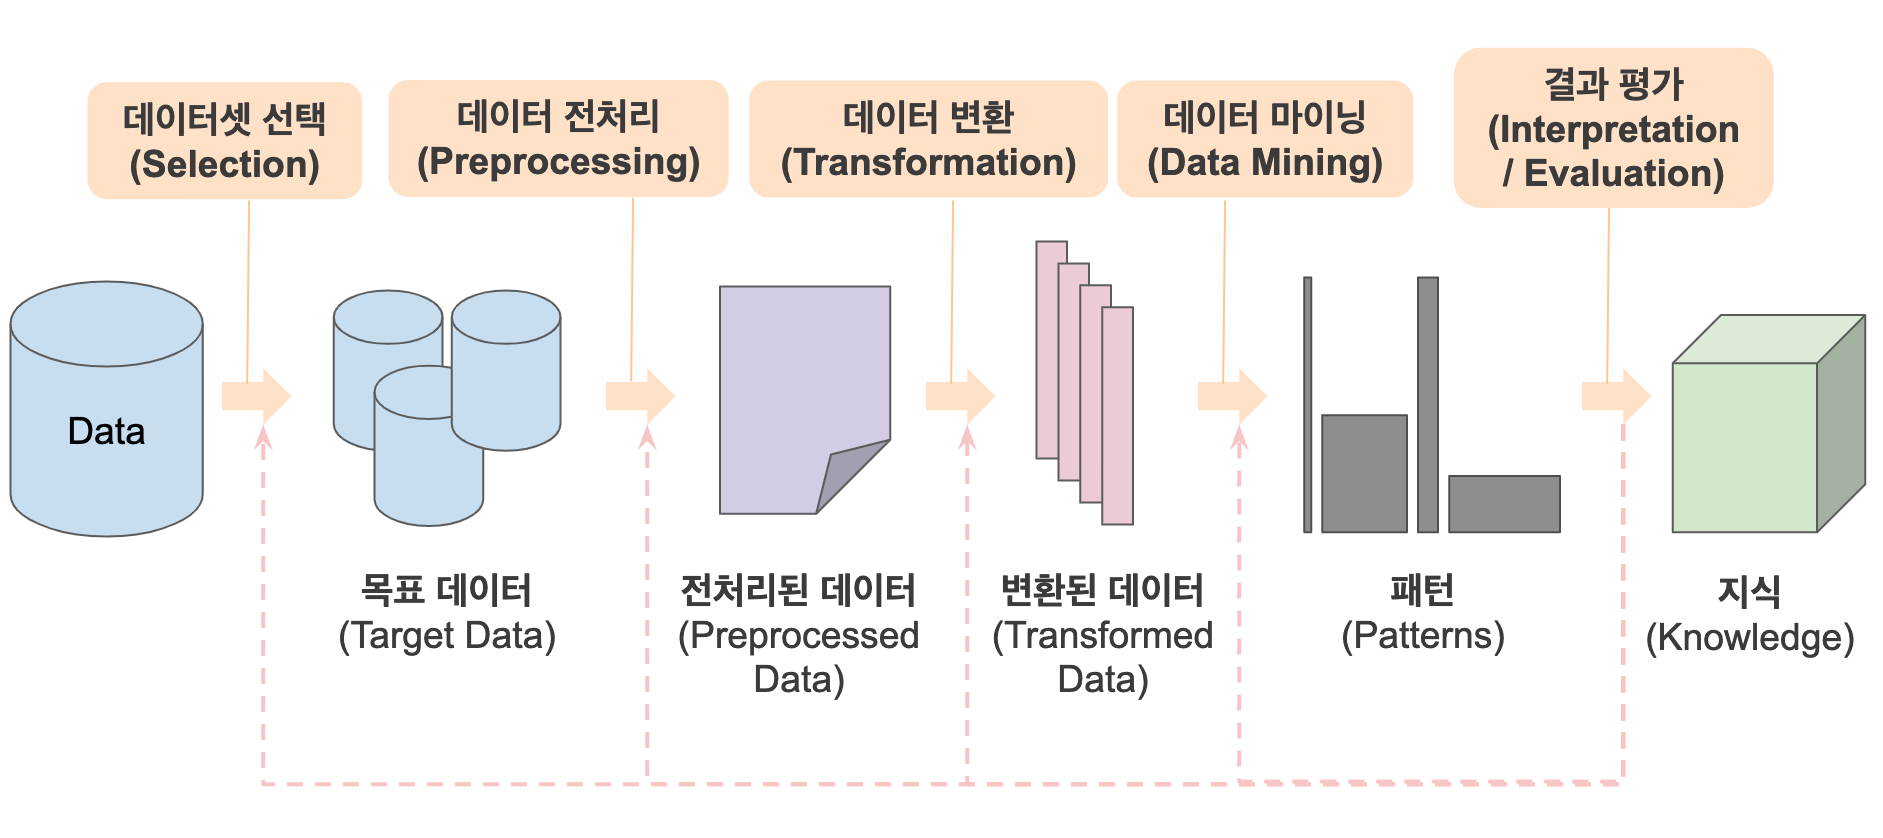 데이터셋 선택
(Selection)
데이터 전처리
(Preprocessing)
데이터 변환
(Transformation)
데이터 마이닝
(Data Mining)
결과 평가
(Interpretation
/ Evaluation)
Data
목표 데이터
(Target Data)
전처리된 데이터
(Preprocessed
Data)
변환된 데이터
(Transformed
Data)
패턴
(Patterns)
지식
(Knowledge)